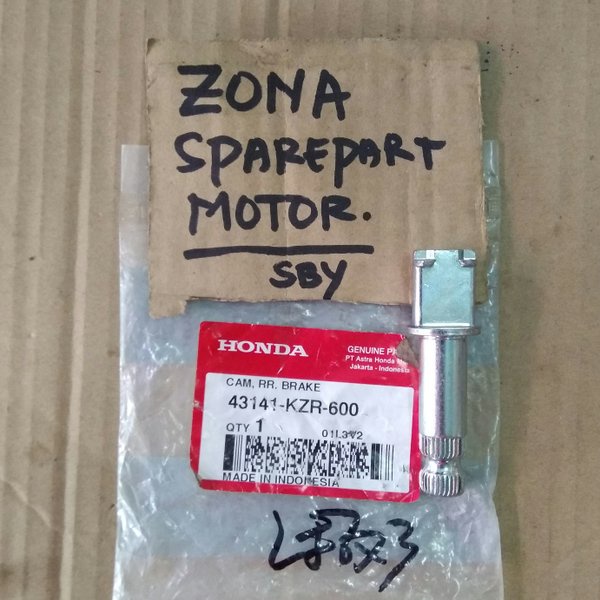 ZONA
SPAREPART
MOTOR.
SBY
HONDA
GENUINE
PT Astra Honda
Jakarta - Indonesia
CAM, RR. BRAKE
43141-KZR-600
QTY 1
MADE IN INDONESIA